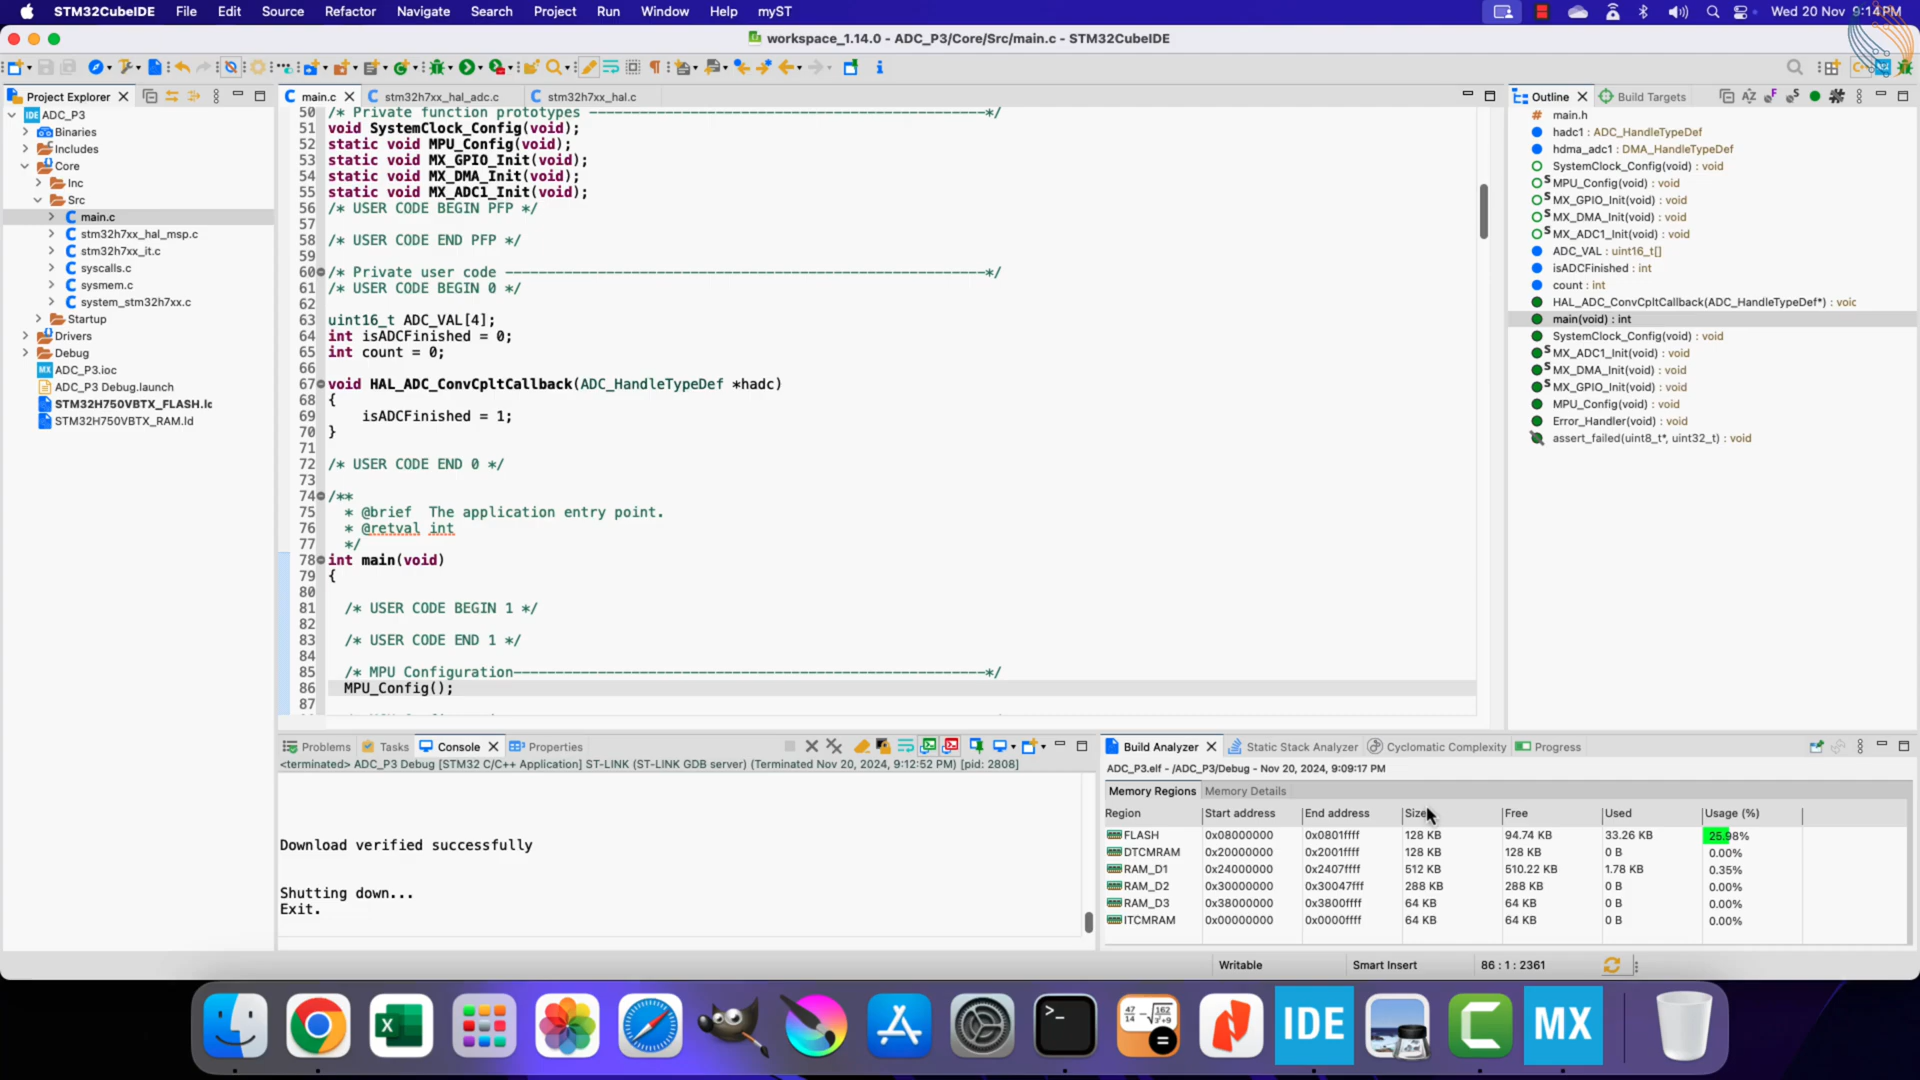 STM32CubeIDE File Edit Source Refactor Navigate Search Project Run Window Help myST Wed 20 Nov 9:14PM
workspace_1.14.0 - ADC_P3/Core/Src/main.c - STM32CubeIDE
Project Explorer
ADC_P3
Binaries
Includes
Core
Inc
Src
main.c
stm32h7xx_hal_msp.c
stm32h7xx_it.c
syscalls.c
sysmem.c
system_stm32h7xx.c
Startup
Drivers
Debug
MX ADC_P3.ioc
ADC_P3 Debug.launch
STM32H750VBTX_FLASH.lc
STM32H750VBTX_RAM.ld
main.c stm32h7xx_hal_adc.c stm32h7xx_hal.c
50 /* Private function prototypes -----------------------------------------------*/
51 void SystemClock_Config(void);
52 static void MPU_Config(void);
53 static void MX_GPIO_Init(void);
54 static void MX_DMA_Init(void);
55 static void MX_ADC1_Init(void);
56 /* USER CODE BEGIN PFP */
57
58 /* USER CODE END PFP */
59
60 /* Private user code ---------------------------------------------------------*/
61 /* USER CODE BEGIN 0 */
62
63 uint16_t ADC_VAL[4];
64 int isADCFinished = 0;
65 int count = 0;
66
67 void HAL_ADC_ConvCpltCallback(ADC_HandleTypeDef *hadc)
68 {
69 isADCFinished = 1;
70 }
71
72 /* USER CODE END 0 */
73
74 /**
75 * @brief The application entry point.
76 * @retval int
77 */
78 int main(void)
79 {
80
81 /* USER CODE BEGIN 1 */
82
83 /* USER CODE END 1 */
84
85 /* MPU Configuration--------------------------------------------------------*/
86 MPU_Config();
87
Outline Build Targets
main.h
hadc1 : ADC_HandleTypeDef
hdma_adc1 : DMA_HandleTypeDef
SystemClock_Config(void) : void
S MPU_Config(void) : void
S MX_GPIO_Init(void) : void
S MX_DMA_Init(void) : void
S MX_ADC1_Init(void) : void
ADC_VAL : uint16_t[]
isADCFinished : int
count : int
HAL_ADC_ConvCpltCallback(ADC_HandleTypeDef*) : voic
main(void) : int
SystemClock_Config(void) : void
S MX_ADC1_Init(void) : void
S MX_DMA_Init(void) : void
S MX_GPIO_Init(void) : void
MPU_Config(void) : void
Error_Handler(void) : void
assert_failed(uint8_t*, uint32_t) : void
Problems Tasks Console Properties
<terminated> ADC_P3 Debug [STM32 C/C++ Application] ST-LINK (ST-LINK GDB server) (Terminated Nov 20, 2024, 9:12:52 PM) [pid: 2808]
Download verified successfully
Shutting down...
Exit.
Build Analyzer Static Stack Analyzer Cyclomatic Complexity Progress
ADC_P3.elf - /ADC_P3/Debug - Nov 20, 2024, 9:09:17 PM
Memory Regions Memory Details
Region Start address End address Size Free Used Usage (%)
FLASH 0x08000000 0x0801ffff 128 KB 94.74 KB 33.26 KB 25.98%
DTCMRAM 0x20000000 0x2001ffff 128 KB 128 KB 0 B 0.00%
RAM_D1 0x24000000 0x2407ffff 512 KB 510.22 KB 1.78 KB 0.35%
RAM_D2 0x30000000 0x30047fff 288 KB 288 KB 0 B 0.00%
RAM_D3 0x38000000 0x3800ffff 64 KB 64 KB 0 B 0.00%
ITCMRAM 0x00000000 0x0000ffff 64 KB 64 KB 0 B 0.00%
Writable Smart Insert 86 : 1 : 2361
IDE MX